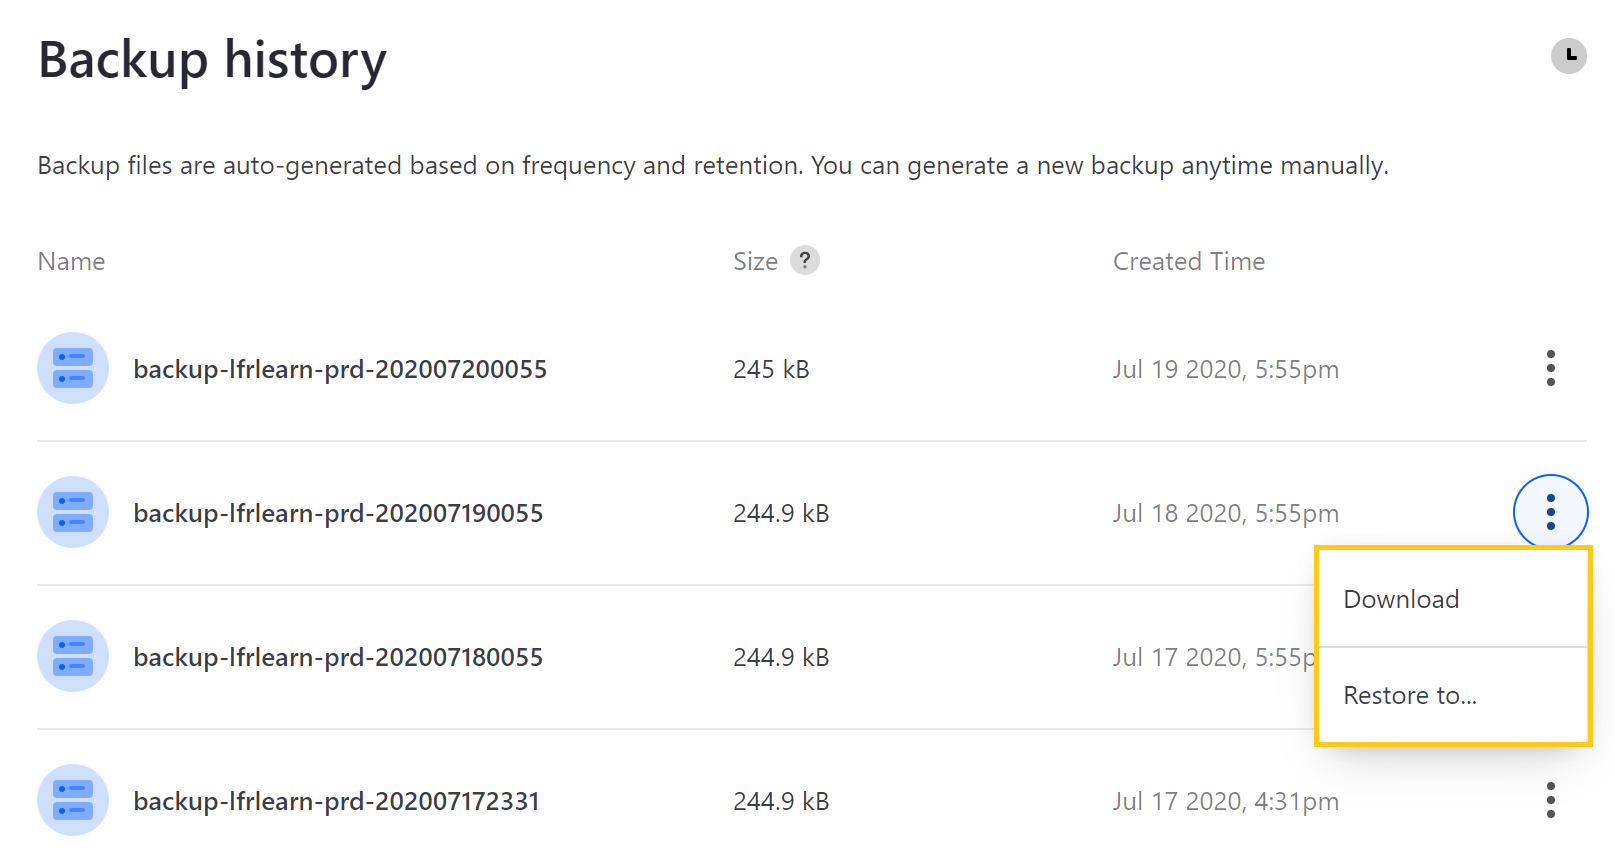 Backup history
Backup files are auto-generated based on frequency and retention. You can generate a new backup anytime manually.
Name Size ? Created Time
backup-lfrlearn-prd-202007200055 245 kB Jul 19 2020, 5:55pm
backup-lfrlearn-prd-202007190055 244.9 kB Jul 18 2020, 5:55pm
Download
backup-lfrlearn-prd-202007180055 244.9 kB Jul 17 2020, 5:55p
Restore to...
backup-lfrlearn-prd-202007172331 244.9 kB Jul 17 2020, 4:31pm